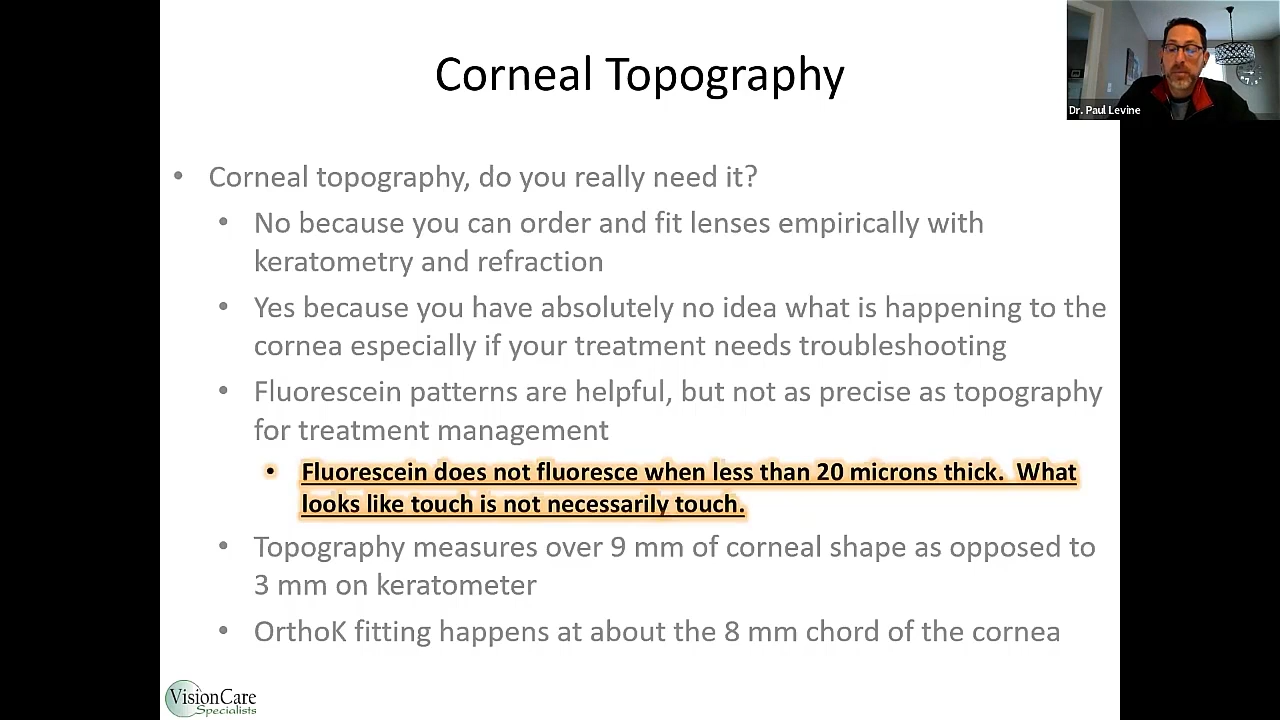 Corneal Topography
Dr. Paul Levine
• Corneal topography, do you really need it?
• No because you can order and fit lenses empirically with
keratometry and refraction
• Yes because you have absolutely no idea what is happening to the
cornea especially if your treatment needs troubleshooting
• Fluorescein patterns are helpful, but not as precise as topography
for treatment management
• Fluorescein does not fluoresce when less than 20 microns thick.  What
looks like touch is not necessarily touch.
• Topography measures over 9 mm of corneal shape as opposed to
3 mm on keratometer
• OrthoK fitting happens at about the 8 mm chord of the cornea
VisionCare
Specialists